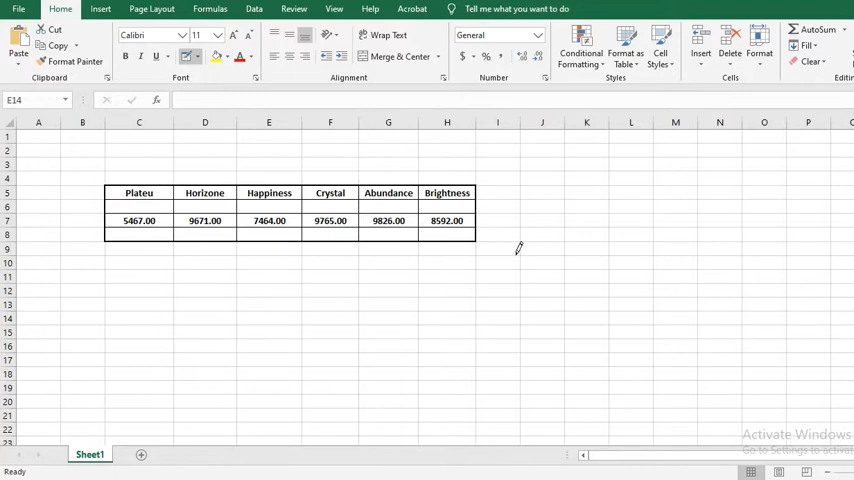 File Home Insert Page Layout Formulas Data Review View Help Acrobat Tell me what you want to do
Cut Calibri 11 A A Wrap Text General AutoSum
Paste Copy Conditional Format as Cell Insert Delete Format Fill
Format Painter B I U A Merge & Center $ % Formatting Table Styles Clear
Clipboard Font Alignment Number Styles Cells Editin
E14 fx
A B C D E F G H I J K L M N O P
1
2
3
4
5 Plateu Horizone Happiness Crystal Abundance Brightness
6
7 5467.00 9671.00 7464.00 9765.00 9826.00 8592.00
8
9
10
11
12
13
14
15
16
17
18
19
20
21
22
23
Activate Windows
Go to Settings to activat
Sheet1
Ready